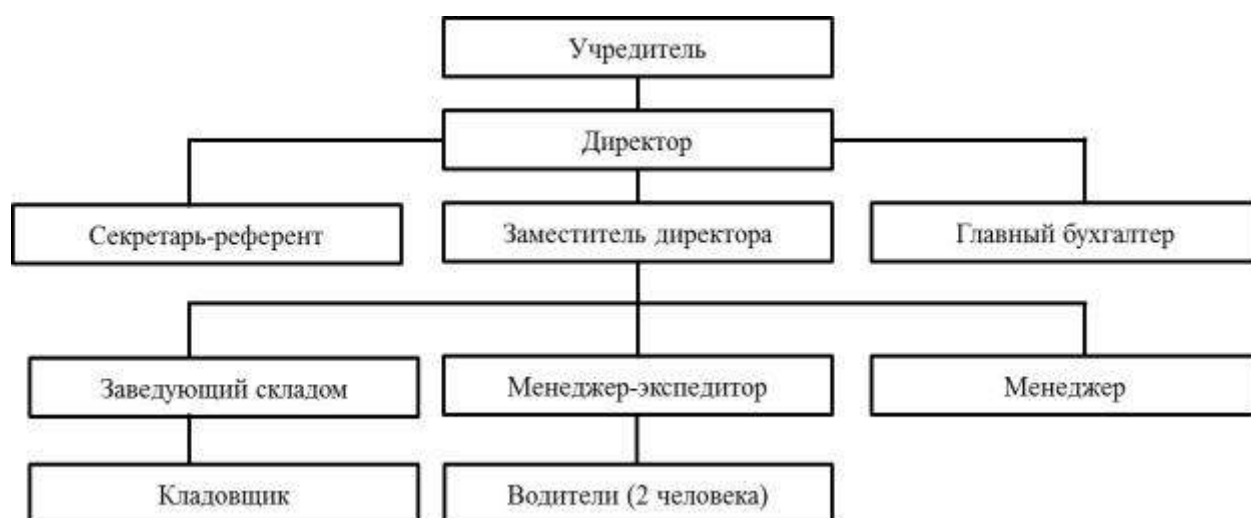 Учредитель
Директор
Секретарь-референт
Заместитель директора
Главный бухгалтер
Заведующий складом
Менеджер-экспедитор
Менеджер
Кладовщик
Водители (2 человека)